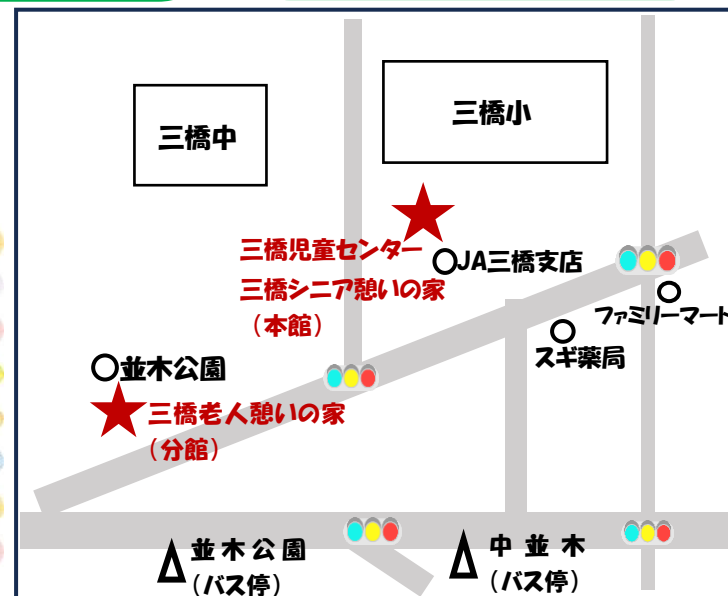 三橋中
三橋小
三橋児童センター
三橋シニア憩いの家
（本館）
JA三橋支店
ファミリーマート
スギ薬局
並木公園
三橋老人憩いの家
（分館）
並木公園
（バス停）
中並木
（バス停）